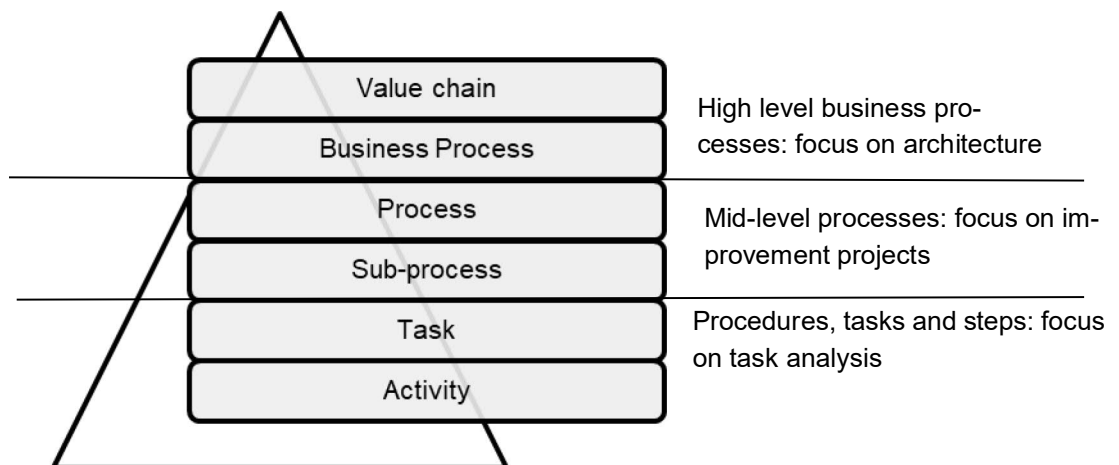 Value chain
Business Process
High level business pro-
cesses: focus on architecture
Process
Sub-process
Mid-level processes: focus on im-
provement projects
Task
Activity
Procedures, tasks and steps: focus
on task analysis